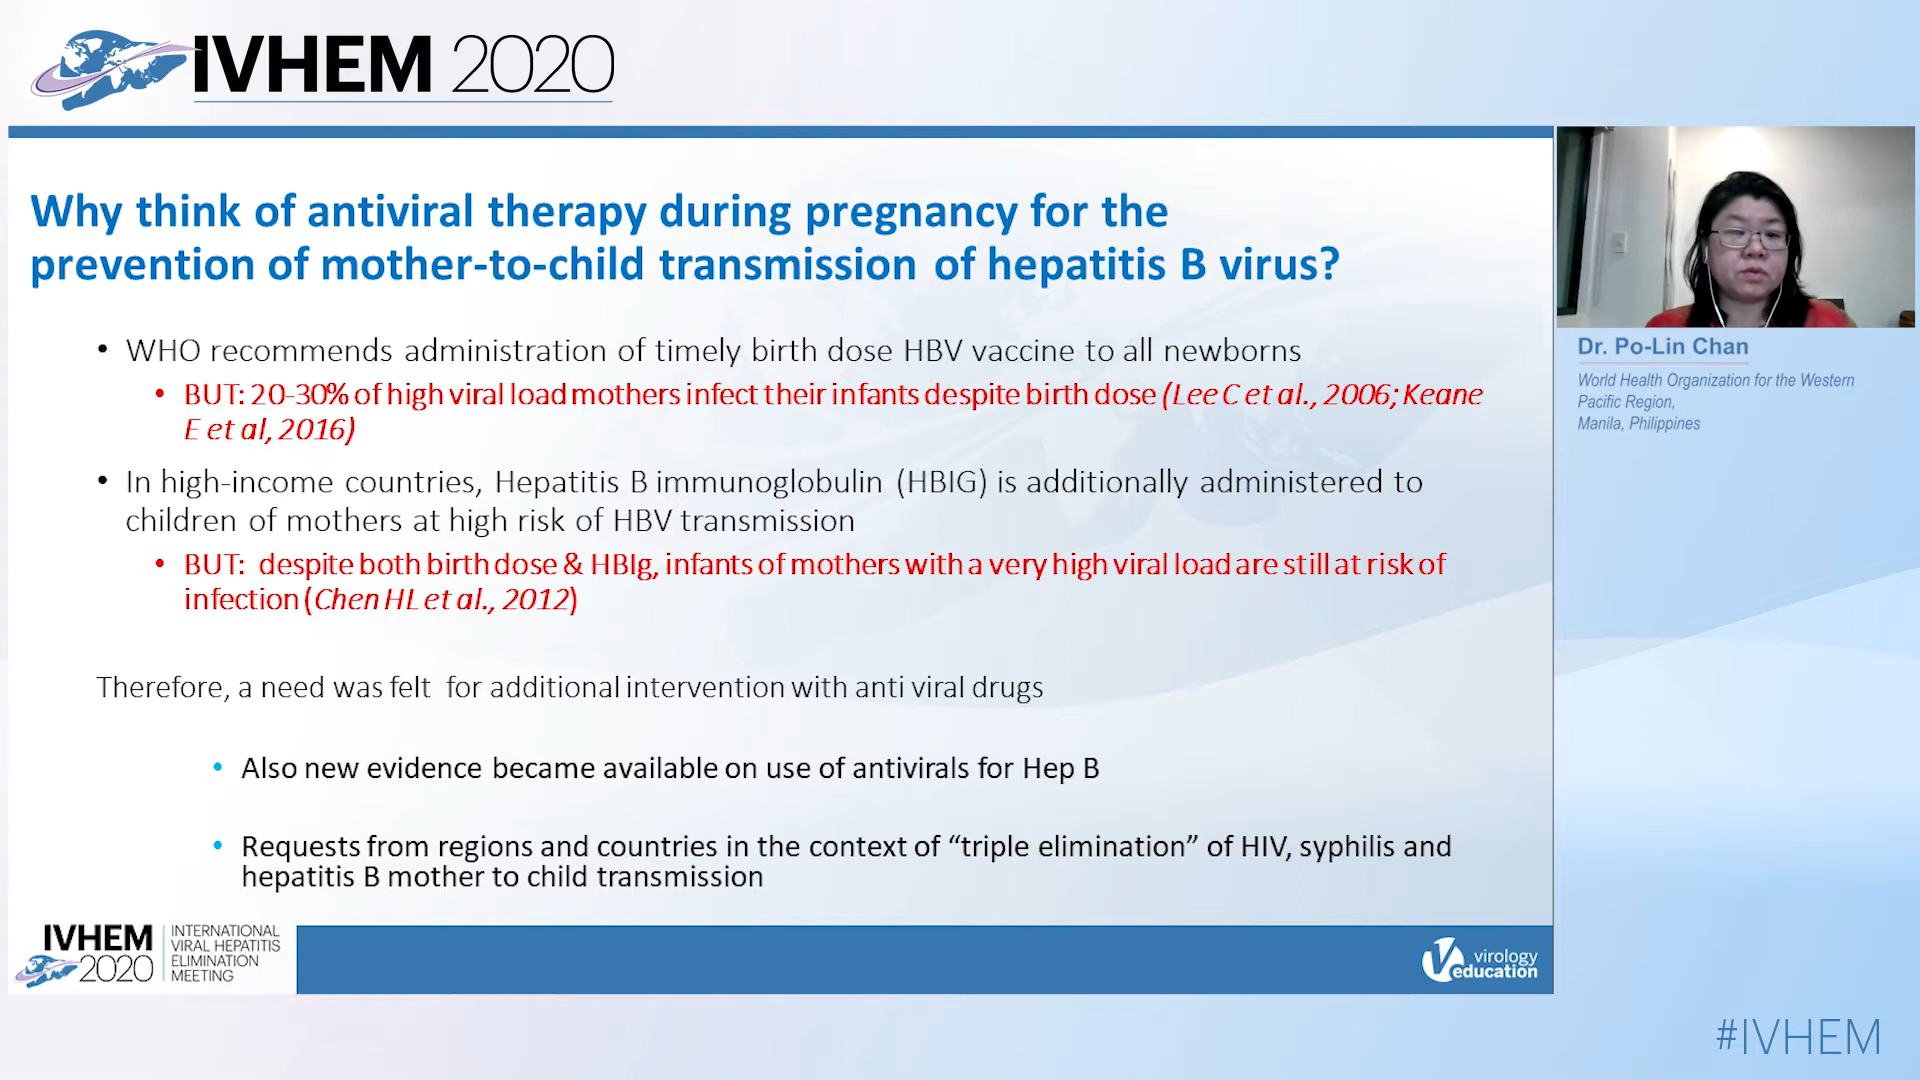 IVHEM 2020
Why think of antiviral therapy during pregnancy for the
prevention of mother-to-child transmission of hepatitis B virus?
• WHO recommends administration of timely birth dose HBV vaccine to all newborns
• BUT: 20-30% of high viral load mothers infect their infants despite birth dose (Lee C et al., 2006; Keane
E et al, 2016)
• In high-income countries, Hepatitis B immunoglobulin (HBIG) is additionally administered to
children of mothers at high risk of HBV transmission
• BUT: despite both birth dose & HBIg, infants of mothers with a very high viral load are still at risk of
infection (Chen HL et al., 2012)
Therefore, a need was felt for additional intervention with anti viral drugs
• Also new evidence became available on use of antivirals for Hep B
• Requests from regions and countries in the context of “triple elimination” of HIV, syphilis and
hepatitis B mother to child transmission
Dr. Po-Lin Chan
World Health Organization for the Western
Pacific Region,
Manila, Philippines
IVHEM
2020
INTERNATIONAL
VIRAL HEPATITIS
ELIMINATION
MEETING
virology
education
#IVHEM